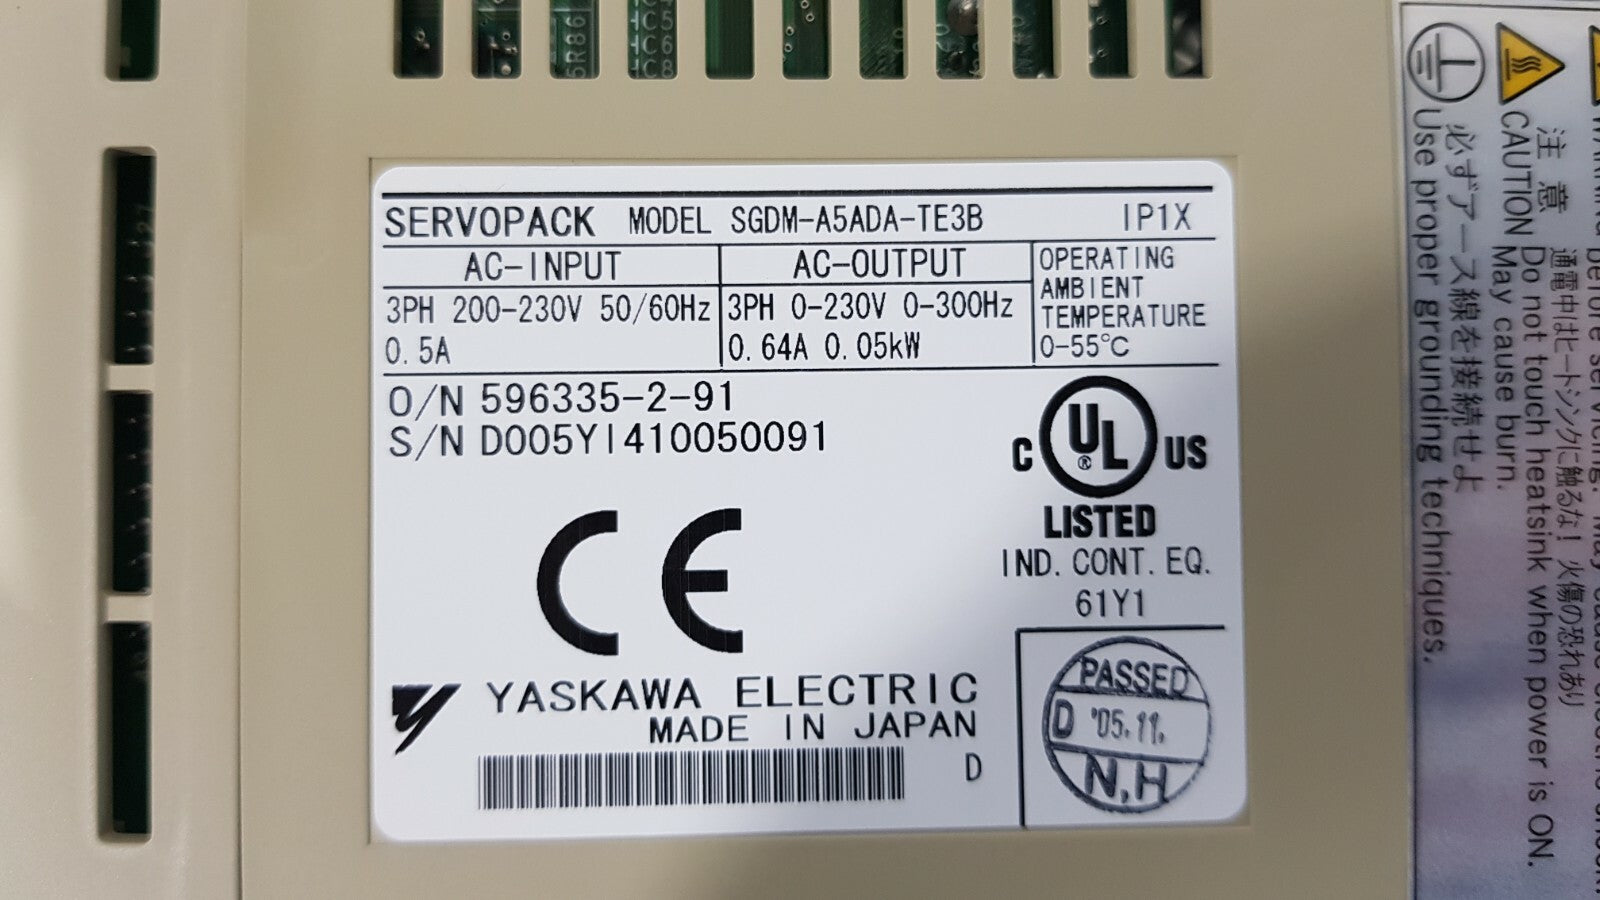 SERVOPACK MODEL SGDM-A5ADA-TE3B IP1X
AC-INPUT
3PH 200-230V 50/60Hz
0.5A
AC-OUTPUT
3PH 0-230V 0-300Hz
0.64A 0.05kW
OPERATING
AMBIENT
TEMPERATURE
0-55°C
O/N 596335-2-91
S/N D005YI410050091
C UL® US
LISTED
IND. CONT. EQ.
61Y1
CE
YASKAWA ELECTRIC
MADE IN JAPAN
D
PASSED
D '05.11.
N.H
注 意
CAUTION
通電中はヒートシンクに触るな! 火傷の恐れあり
Do not touch heatsink when power is ON.
May cause burn.
必ずアース線を接続せよ
Use proper grounding techniques.
5R86
C5
C6
C8